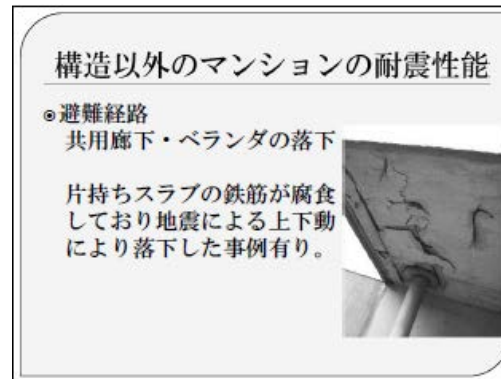 構造以外のマンションの耐震性能
◉避難経路
共用廊下・ベランダの落下
片持ちスラブの鉄筋が腐食
しており地震による上下動
により落下した事例有り。